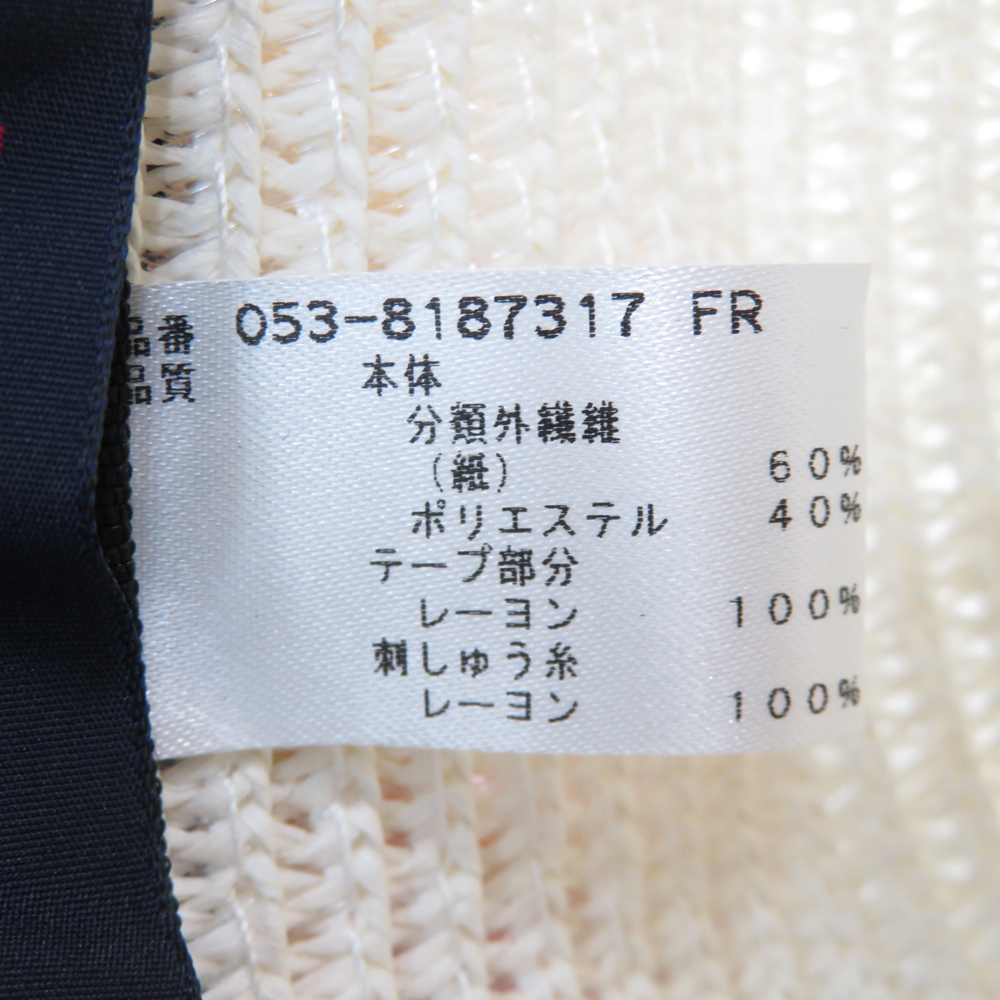 品番 053-8187317 FR
品質 本体
分類外繊維
(紙) 60%
ポリエステル 40%
テープ部分
レーヨン 100%
刺しゅう糸
レーヨン 100%